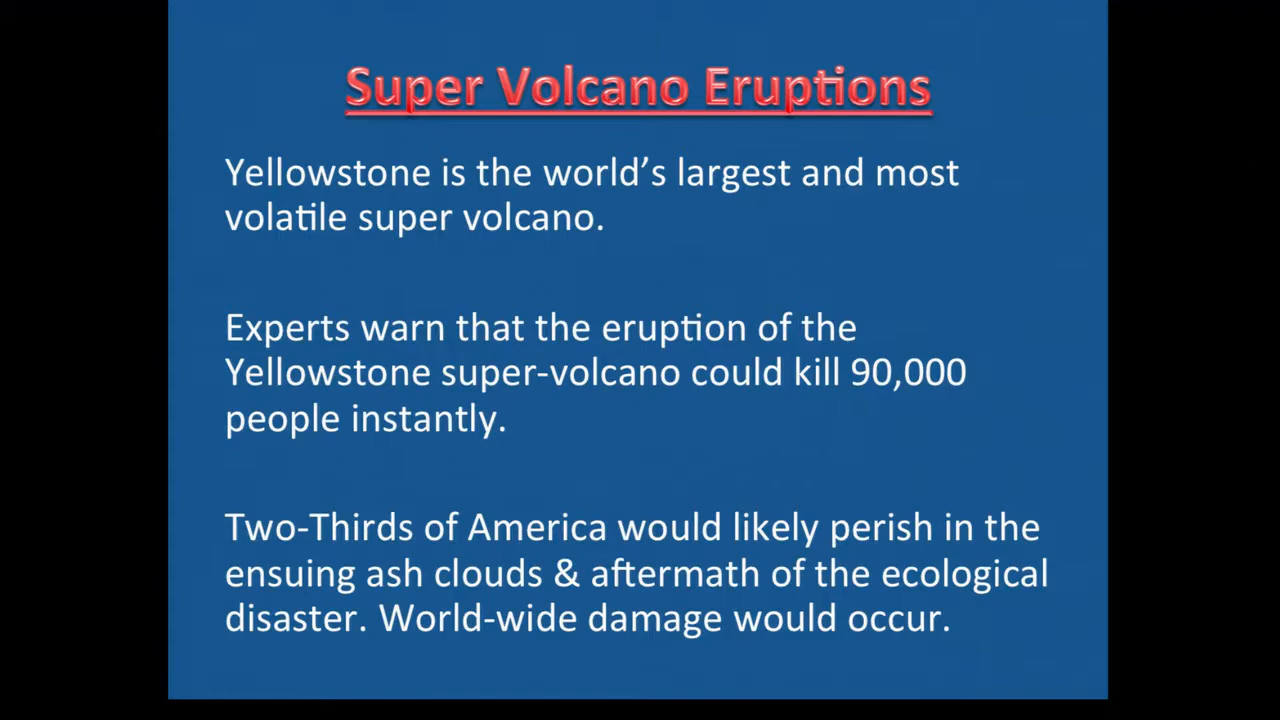 Super Volcano Eruptions
Yellowstone is the world’s largest and most
volatile super volcano.
Experts warn that the eruption of the
Yellowstone super-volcano could kill 90,000
people instantly.
Two-Thirds of America would likely perish in the
ensuing ash clouds & aftermath of the ecological
disaster. World-wide damage would occur.